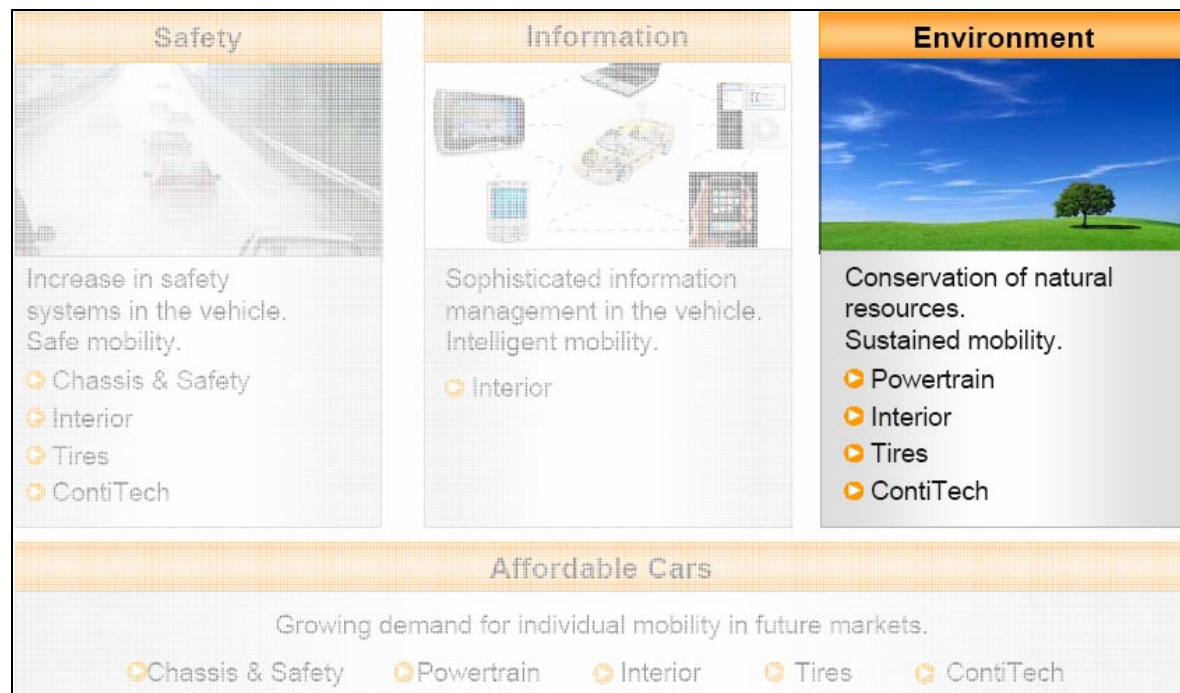 Safety
Increase in safety
systems in the vehicle.
Safe mobility.
Chassis & Safety
Interior
Tires
ContiTech
Information
Sophisticated information
management in the vehicle.
Intelligent mobility.
Interior
Environment
Conservation of natural
resources.
Sustained mobility.
Powertrain
Interior
Tires
ContiTech
Affordable Cars
Growing demand for individual mobility in future markets.
Chassis & Safety Powertrain Interior Tires ContiTech